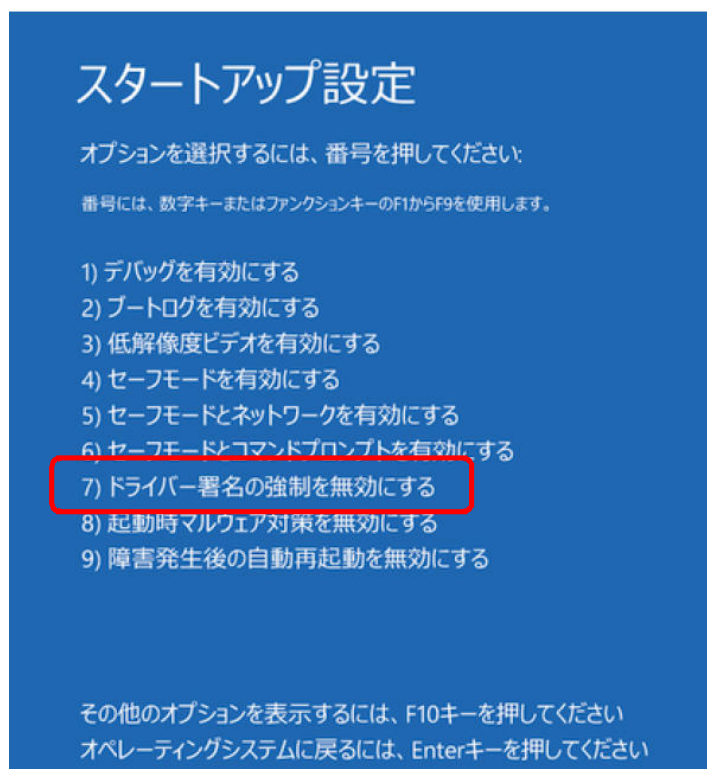 スタートアップ設定
オプションを選択するには、番号を押してください:
番号には、数字キーまたはファンクションキーのF1からF9を使用します。
1) デバッグを有効にする
2) ブートログを有効にする
3) 低解像度ビデオを有効にする
4) セーフモードを有効にする
5) セーフモードとネットワークを有効にする
6) セーフモードとコマンドプロンプトを有効にする
7) ドライバー署名の強制を無効にする
8) 起動時マルウェア対策を無効にする
9) 障害発生後の自動再起動を無効にする
その他のオプションを表示するには、F10キーを押してください
オペレーティングシステムに戻るには、Enterキーを押してください